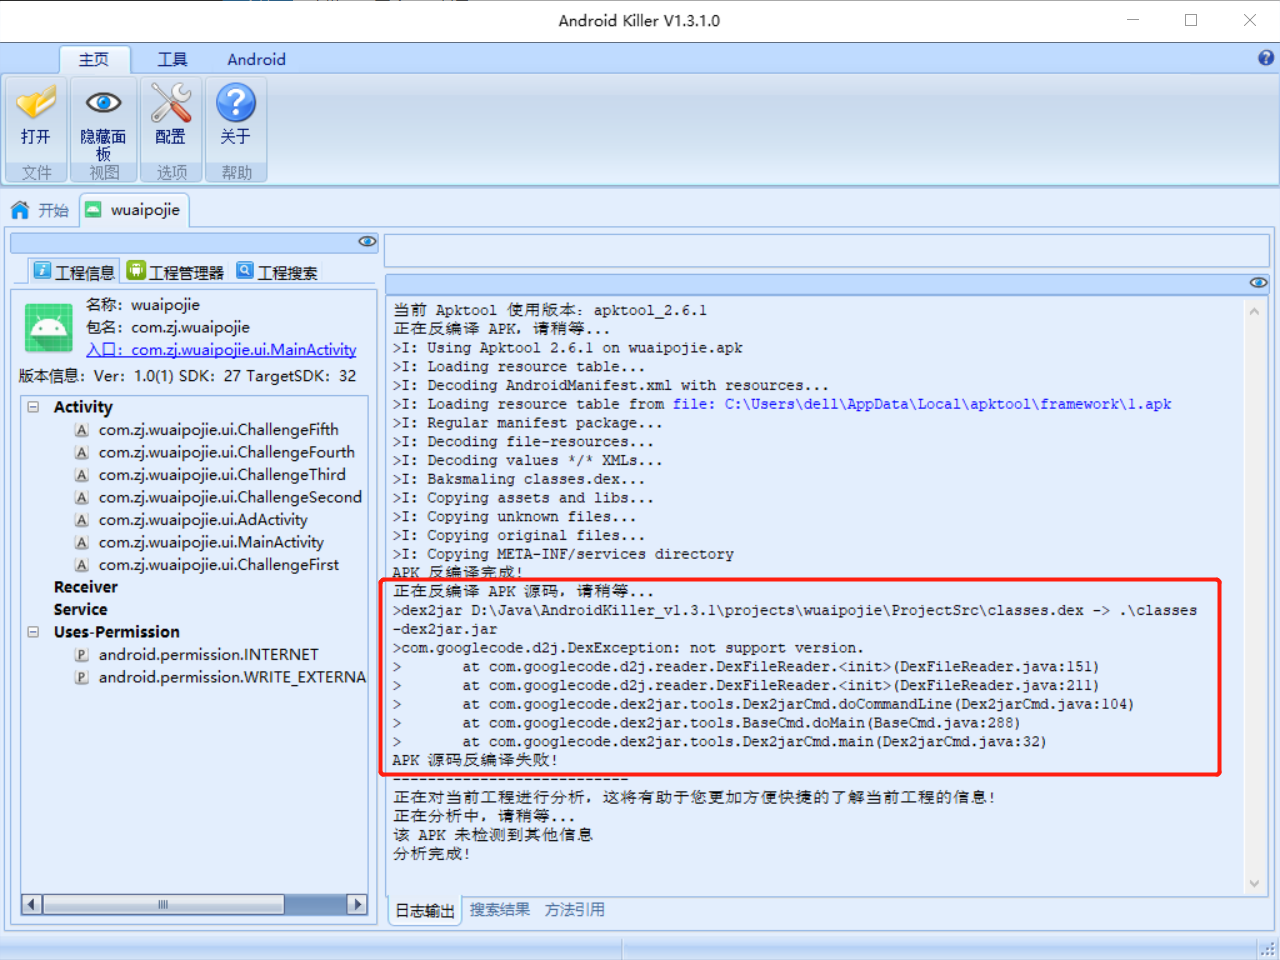 Android Killer V1.3.1.0
主页 工具 Android
打开 隐藏面板 配置 关于
文件 视图 选项 帮助
开始 wuaipojie
工程信息 工程管理器 工程搜索
名称：wuaipojie
包名：com.zj.wuaipojie
入口：com.zj.wuaipojie.ui.MainActivity
版本信息：Ver：1.0(1) SDK：27 TargetSDK：32
Activity
com.zj.wuaipojie.ui.ChallengeFifth
com.zj.wuaipojie.ui.ChallengeFourth
com.zj.wuaipojie.ui.ChallengeThird
com.zj.wuaipojie.ui.ChallengeSecond
com.zj.wuaipojie.ui.AdActivity
com.zj.wuaipojie.ui.MainActivity
com.zj.wuaipojie.ui.ChallengeFirst
Receiver
Service
Uses-Permission
android.permission.INTERNET
android.permission.WRITE_EXTERNA
当前 Apktool 使用版本：apktool_2.6.1
正在反编译 APK，请稍等...
>I: Using Apktool 2.6.1 on wuaipojie.apk
>I: Loading resource table...
>I: Decoding AndroidManifest.xml with resources...
>I: Loading resource table from file: C:\Users\dell\AppData\Local\apktool\framework\1.apk
>I: Regular manifest package...
>I: Decoding file-resources...
>I: Decoding values */* XMLs...
>I: Baksmaling classes.dex...
>I: Copying assets and libs...
>I: Copying unknown files...
>I: Copying original files...
>I: Copying META-INF/services directory
APK 反编译完成！
正在反编译 APK 源码，请稍等...
>dex2jar D:\Java\AndroidKiller_v1.3.1\projects\wuaipojie\ProjectSrc\classes.dex -> .\classes
-dex2jar.jar
>com.googlecode.d2j.DexException: not support version.
> at com.googlecode.d2j.reader.DexFileReader.<init>(DexFileReader.java:151)
> at com.googlecode.d2j.reader.DexFileReader.<init>(DexFileReader.java:211)
> at com.googlecode.dex2jar.tools.Dex2jarCmd.doCommandLine(Dex2jarCmd.java:104)
> at com.googlecode.dex2jar.tools.BaseCmd.doMain(BaseCmd.java:288)
> at com.googlecode.dex2jar.tools.Dex2jarCmd.main(Dex2jarCmd.java:32)
APK 源码反编译失败！
---------------------------
正在对当前工程进行分析，这将有助于您更加方便快捷的了解当前工程的信息！
正在分析中，请稍等...
该 APK 未检测到其他信息
分析完成！
日志输出 搜索结果 方法引用